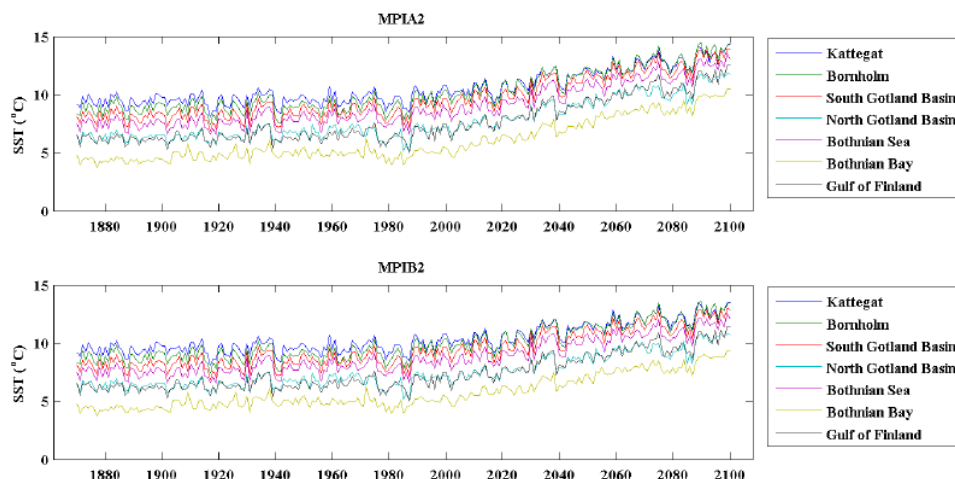 MPIA2
15
10
5
0
SST (°C)
1880 1900 1920 1940 1960 1980 2000 2020 2040 2060 2080 2100
Kattegat
Bornholm
South Gotland Basin
North Gotland Basin
Bothnian Sea
Bothnian Bay
Gulf of Finland
MPIB2
15
10
5
0
SST (°C)
1880 1900 1920 1940 1960 1980 2000 2020 2040 2060 2080 2100
Kattegat
Bornholm
South Gotland Basin
North Gotland Basin
Bothnian Sea
Bothnian Bay
Gulf of Finland